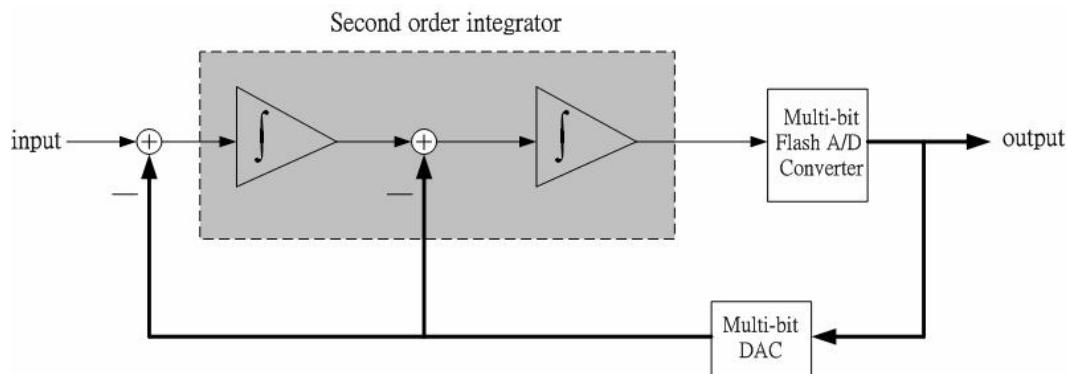 Second order integrator
input
+
∫
+
∫
Multi-bit
Flash A/D
Converter
output
—
—
Multi-bit
DAC